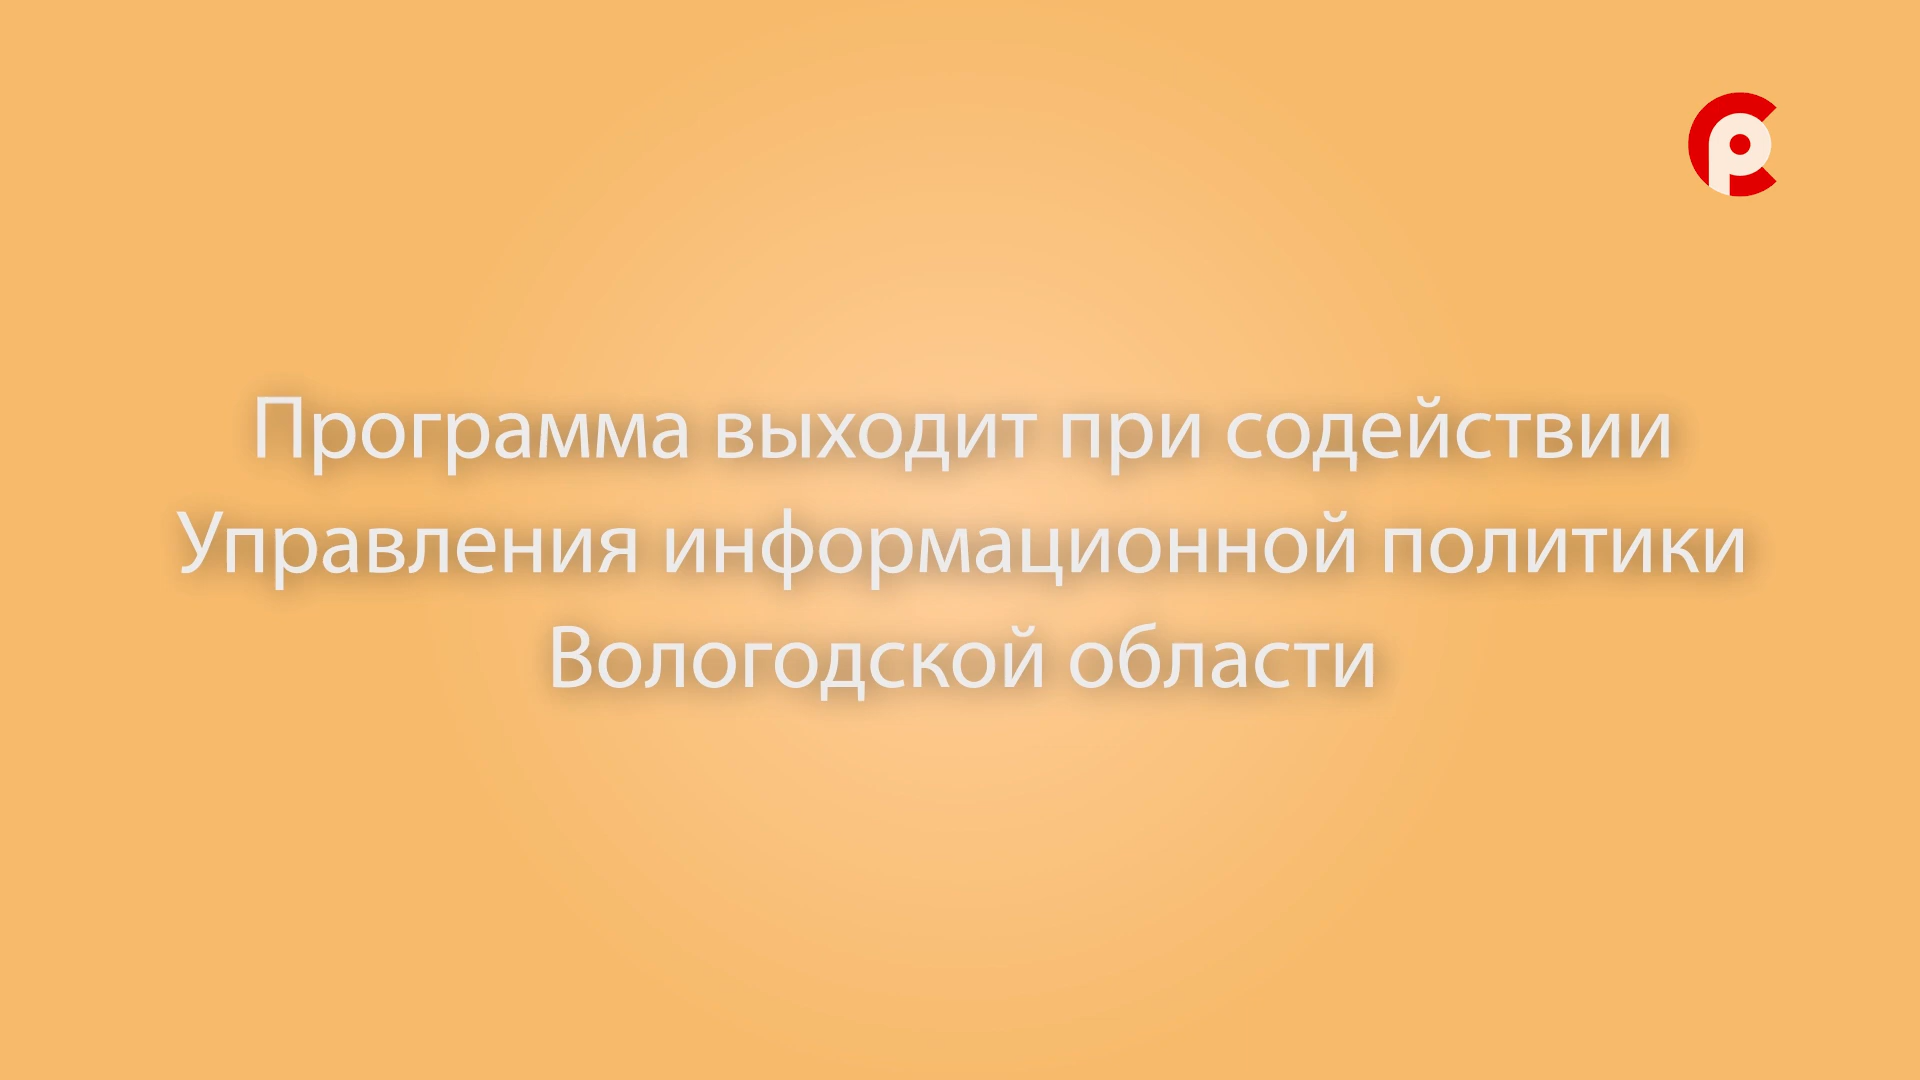 Программа выходит при содействии
Управления информационной политики
Вологодской области